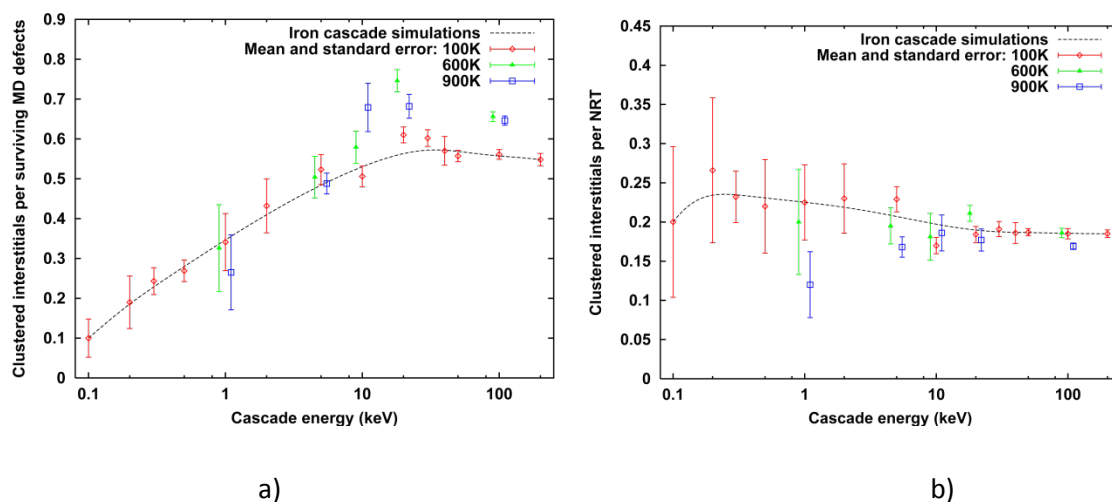 Iron cascade simulations
Mean and standard error: 100K
600K
900K
Clustered interstitials per surviving MD defects
0.9
0.8
0.7
0.6
0.5
0.4
0.3
0.2
0.1
0
0.1
1
10
100
Cascade energy (keV)
a)
Iron cascade simulations
Mean and standard error: 100K
600K
900K
Clustered interstitials per NRT
0.45
0.4
0.35
0.3
0.25
0.2
0.15
0.1
0.05
0
0.1
1
10
100
Cascade energy (keV)
b)